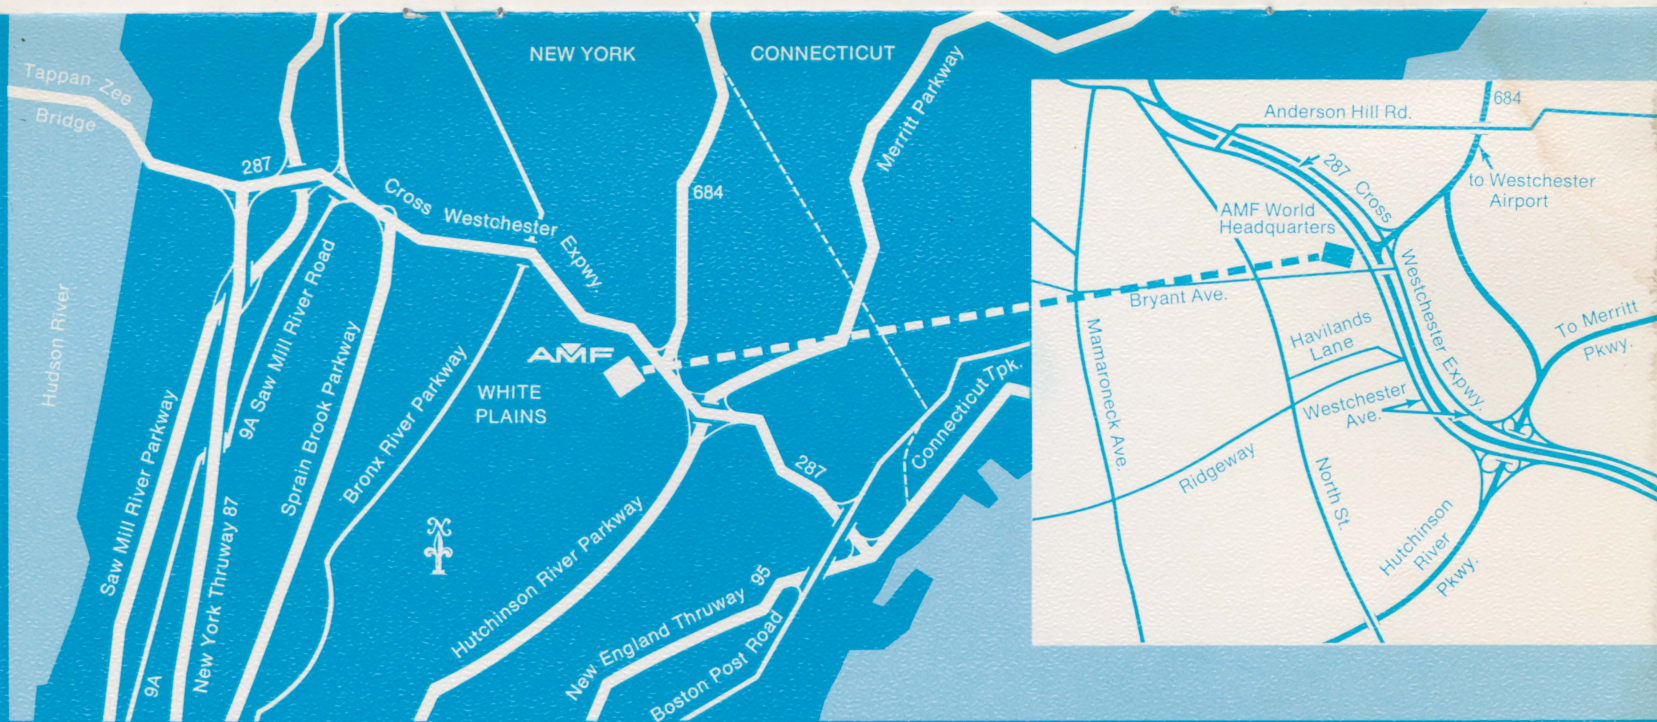 NEW YORK
CONNECTICUT
Tappan Zee
Bridge
287
Cross Westchester Expwy.
684
Merritt Parkway
Hudson River
9A Saw Mill River Road
Saw Mill River Parkway
9A
New York Thruway 87
Sprain Brook Parkway
Bronx River Parkway
AMF
WHITE
PLAINS
N
Hutchinson River Parkway
287
Connecticut Tpk.
New England Thruway 95
Boston Post Road
684
Anderson Hill Rd.
287 Cross
Westchester Expwy.
to Westchester
Airport
AMF World
Headquarters
Bryant Ave.
Mamaroneck Ave.
Havilands
Lane
Westchester
Ave.
To Merritt
Pkwy.
Ridgeway
North St.
Hutchinson
River
Pkwy.